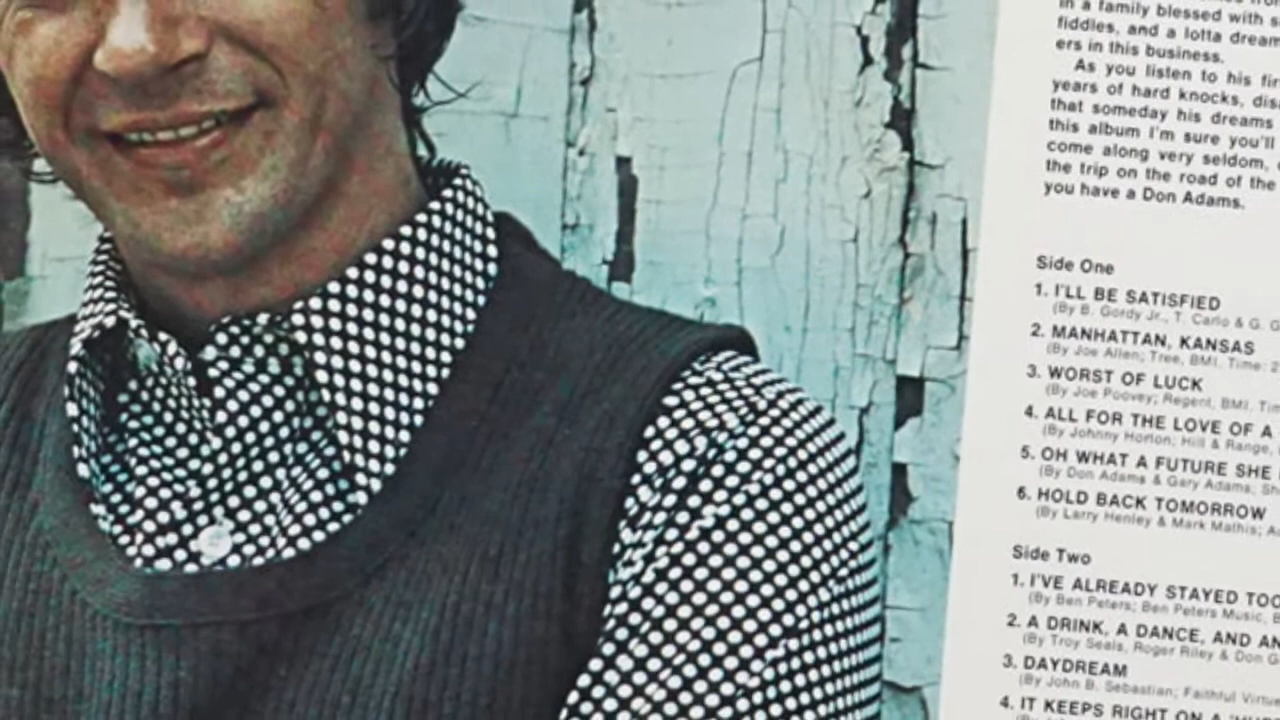 in a family blessed with
fiddles, and a lotta
ers in this business.
As you listen to his
years of hard knocks,
that someday his dreams
this album I'm sure you'll
come along very seldom,
the trip on the road of the
you have a Don Adams.
Side One
1. I'LL BE SATISFIED
(By B. Gordy Jr., T. Carlo & G.
2. MANHATTAN, KANSAS
(By Joe Allen; Tree, BMI. Time: 2
3. WORST OF LUCK
(By Joe Poovey; Regent, BMI.
4. ALL FOR THE LOVE OF A
(By Johnny Horton; Hill & Range,
5. OH WHAT A FUTURE SHE
(By Don Adams & Gary Adams;
6. HOLD BACK TOMORROW
(By Larry Henley & Mark Mathis;
Side Two
1. I'VE ALREADY STAYED TOO
(By Ben Peters; Ben Peters Music,
2. A DRINK, A DANCE, AND
(By Troy Seals, Roger Riley & Don
3. DAYDREAM
(By John B. Sebastian; Faithful
4. IT KEEPS RIGHT ON A